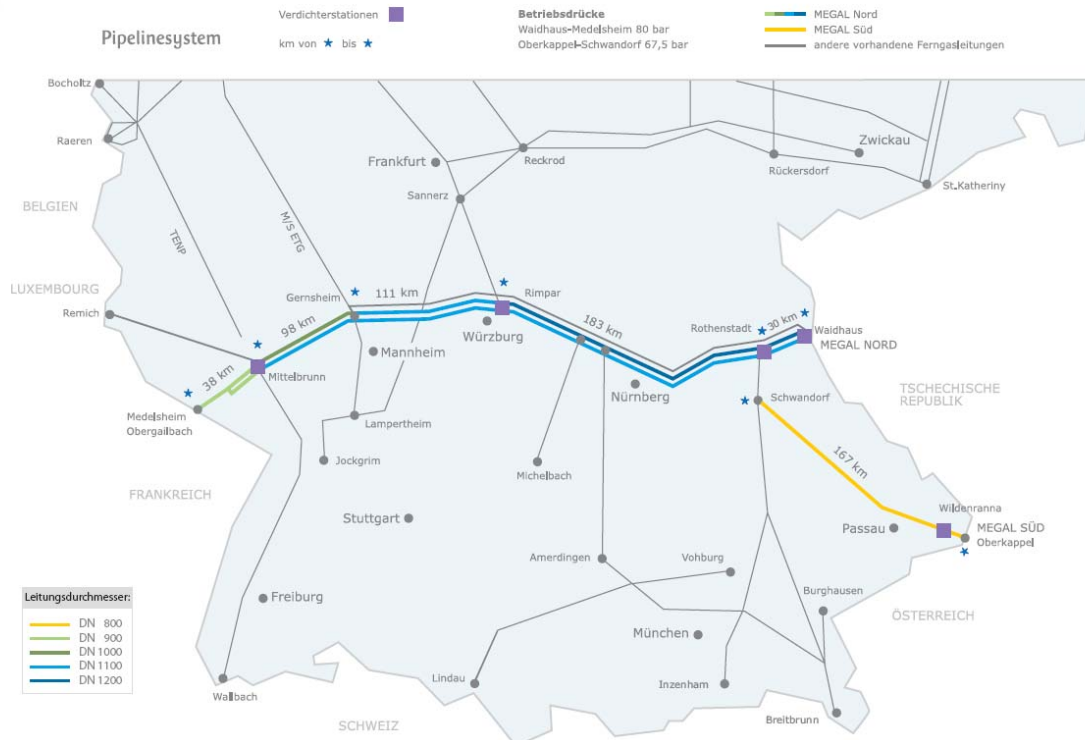 Pipelinesystem
Verdichterstationen
km von bis
Betriebsdrücke
Waidhaus-Medelsheim 80 bar
Oberkappel-Schwandorf 67,5 bar
MEGAL Nord
MEGAL Süd
andere vorhandene Ferngasleitungen
Bocholtz
Raeren
BELGIEN
LUXEMBOURG
Remich
TENP
M/S ETG
Frankfurt
Reckrod
Sannerz
Zwickau
Rückersdorf
St.Katheriny
Gernsheim
111 km
98 km
38 km
Mittelbrunn
Medelsheim
Obergailbach
Mannheim
Lampertheim
Jockgrim
Rimpar
Würzburg
183 km
Nürnberg
Michelbach
Rothenstadt
30 km
Waidhaus
MEGAL NORD
Schwandorf
TSCHECHISCHE
REPUBLIK
167 km
Wildenranna
Passau
MEGAL SÜD
Oberkappel
FRANKREICH
Stuttgart
Amerdingen
Vohburg
Burghausen
ÖSTERREICH
Freiburg
München
Wallbach
Lindau
Inzenham
Breitbrunn
SCHWEIZ
Leitungsdurchmesser:
DN 800
DN 900
DN 1000
DN 1100
DN 1200